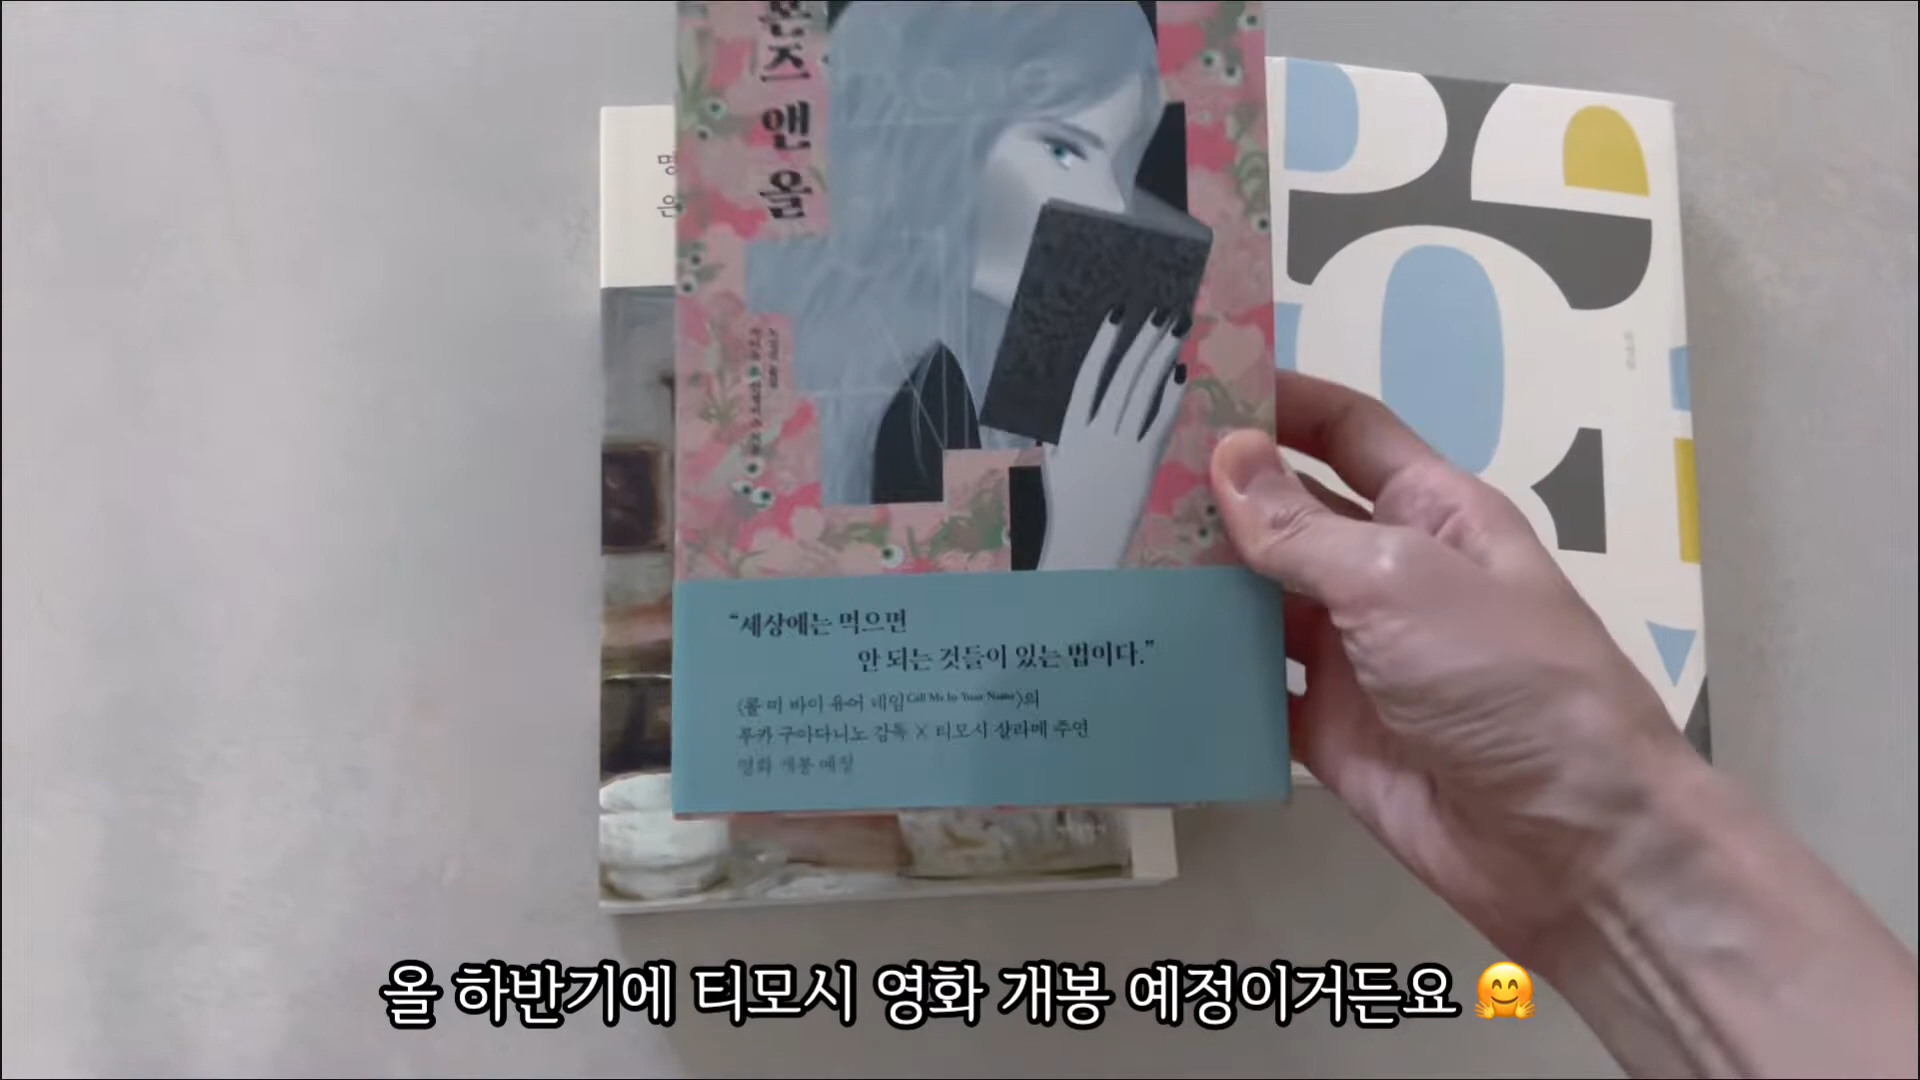 본즈 앤 올
“세상에는 먹으면
안 되는 것들이 있는 법이다.”
〈콜 미 바이 유어 네임Call Me by Your Name〉의
루카 구아다니노 감독 X 티모시 샬라메 주연
영화 개봉 예정
올 하반기에 티모시 영화 개봉 예정이거든요 🤗